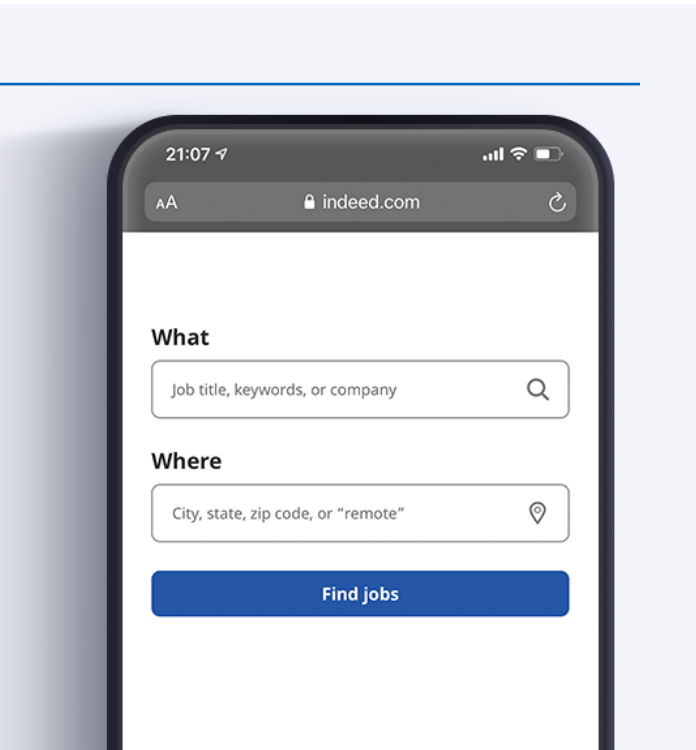 21:07
AA
indeed.com
What
Job title, keywords, or company
Where
City, state, zip code, or “remote”
Find jobs